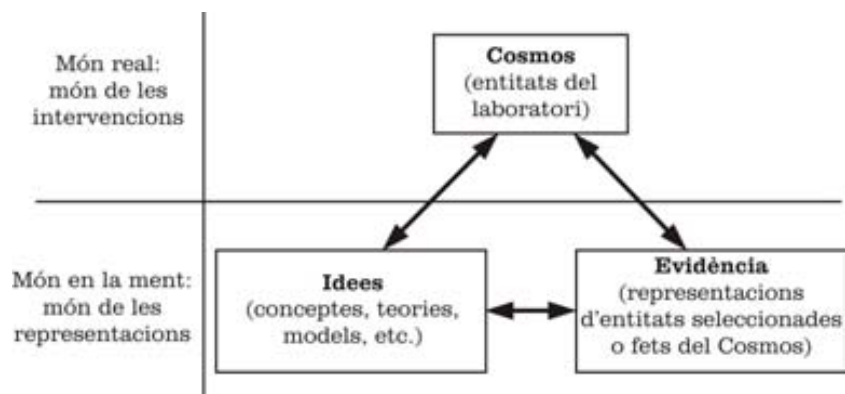 Món real:
món de les
intervencions
Cosmos
(entitats del
laboratori)
Món en la ment:
món de les
representacions
Idees
(conceptes, teories,
models, etc.)
Evidència
(representacions
d'entitats seleccionades
o fets del Cosmos)